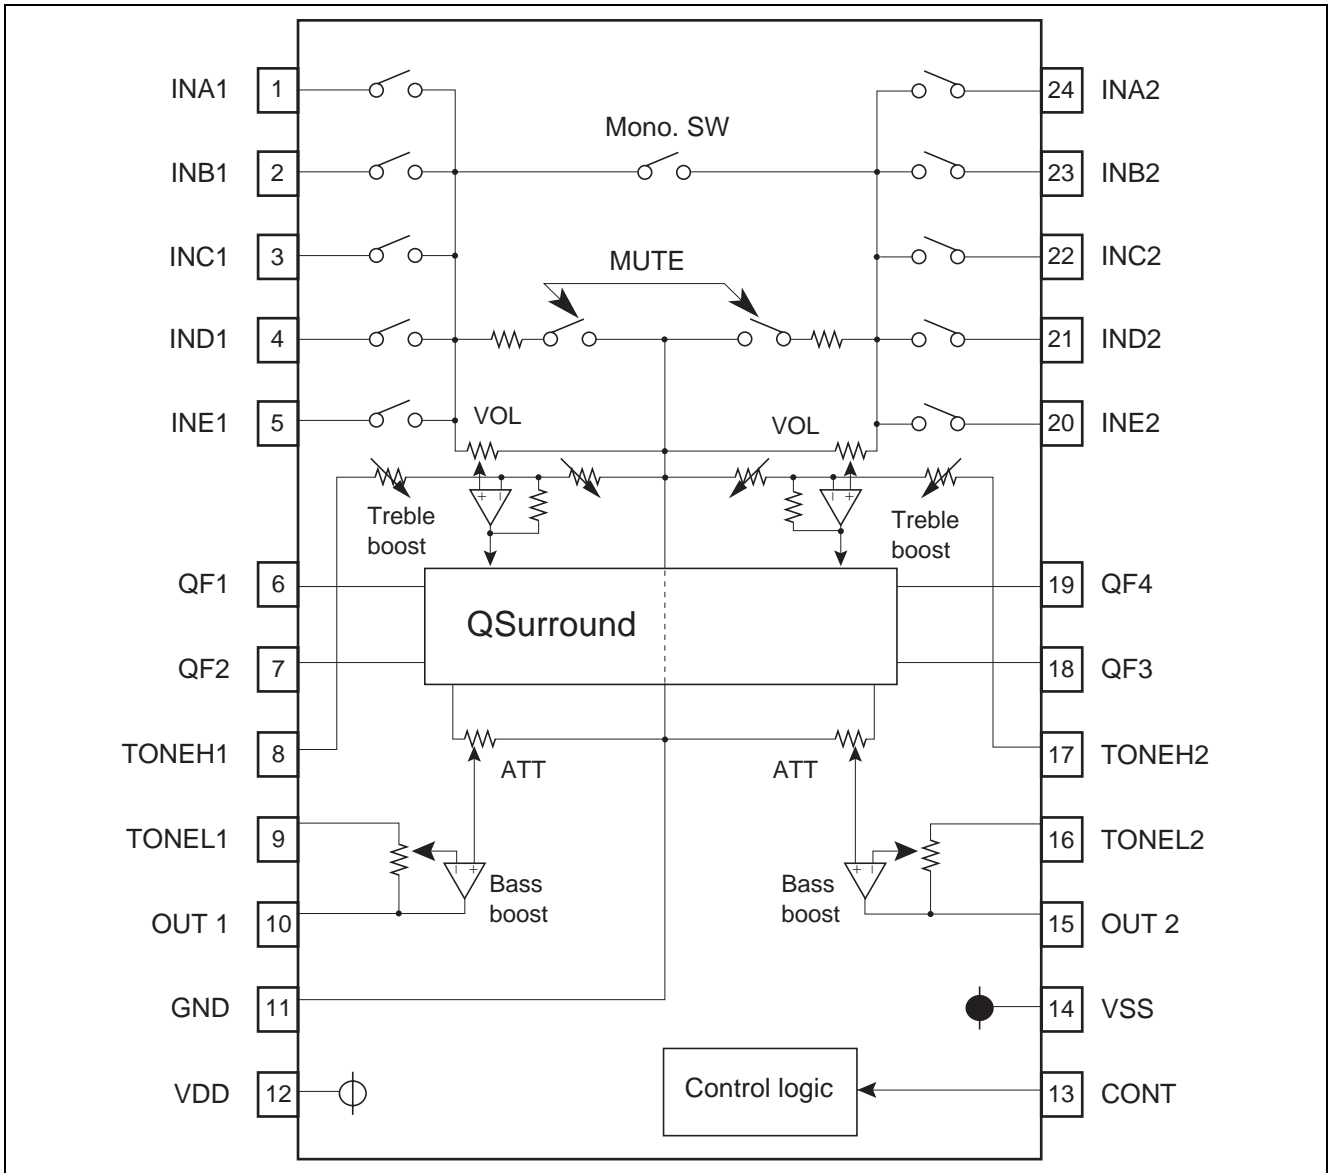 INA1 1 24 INA2
Mono. SW
INB1 2 23 INB2
INC1 3 22 INC2
MUTE
IND1 4 21 IND2
INE1 5 VOL VOL 20 INE2
+ − − +
Treble boost
Treble boost
QF1 6 19 QF4
QSurround
QF2 7 18 QF3
TONEH1 8 17 TONEH2
ATT ATT
TONEL1 9 16 TONEL2
− + + −
Bass boost
Bass boost
OUT 1 10 15 OUT 2
GND 11 14 VSS
VDD 12 Control logic 13 CONT